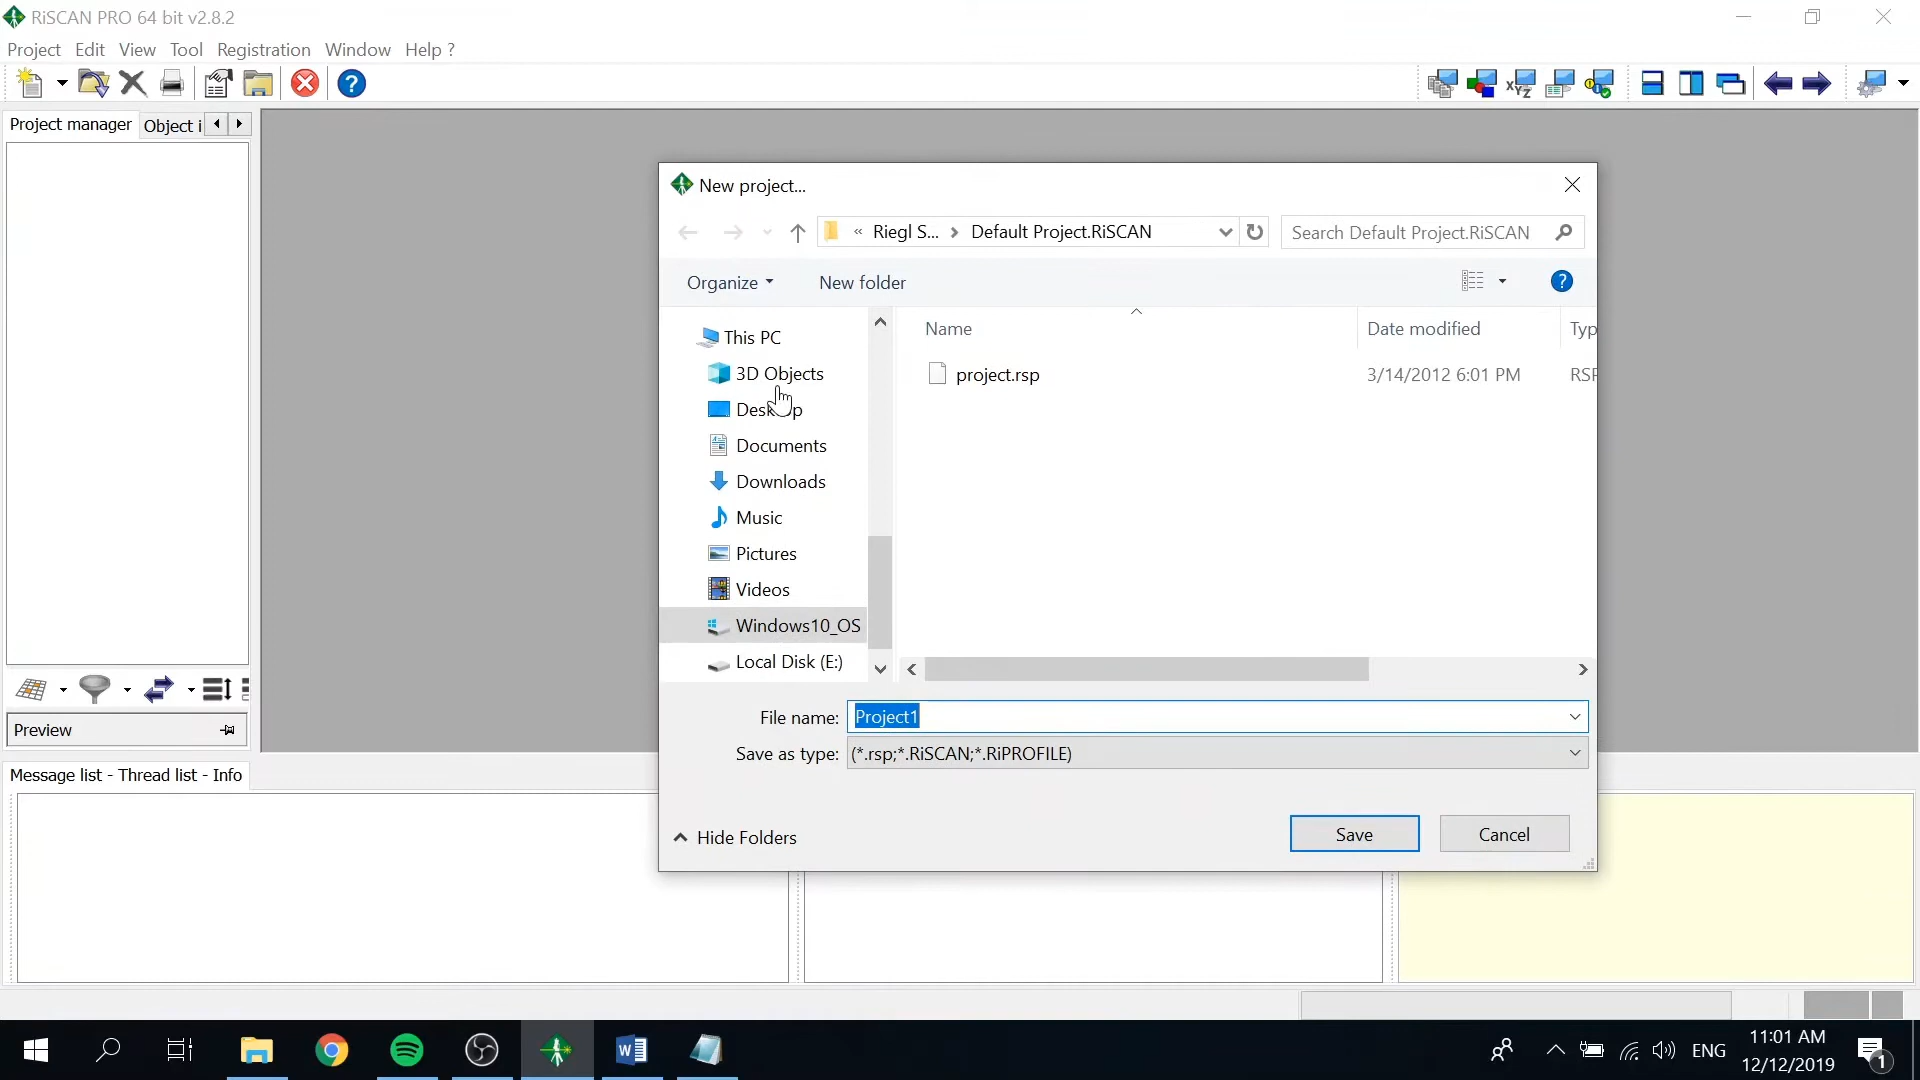 RiSCAN PRO 64 bit v2.8.2
Project Edit View Tool Registration Window Help ?
Project manager Object i
New project...
« Riegl S... > Default Project.RiSCAN
Search Default Project.RiSCAN
Organize New folder
Name Date modified Typ
This PC
3D Objects
project.rsp 3/14/2012 6:01 PM RSF
Documents
Downloads
Music
Pictures
Videos
Windows10_OS
Local Disk (E:)
File name: Project1
Save as type: (*.rsp;*.RiSCAN;*.RiPROFILE)
Hide Folders
Save Cancel
Preview
Message list - Thread list - Info
ENG
11:01 AM
12/12/2019
1